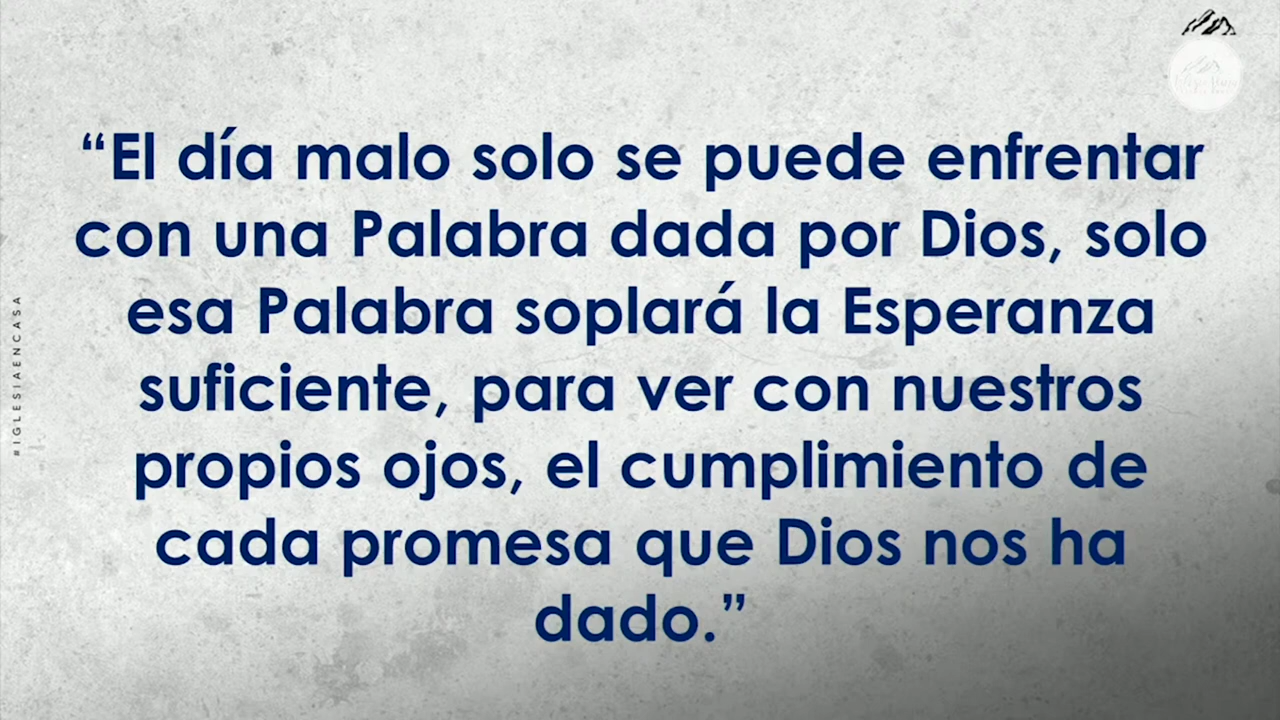 “El día malo solo se puede enfrentar
con una Palabra dada por Dios, solo
esa Palabra soplará la Esperanza
suficiente, para ver con nuestros
propios ojos, el cumplimiento de
cada promesa que Dios nos ha
dado.”
#IGLESIAENCASA